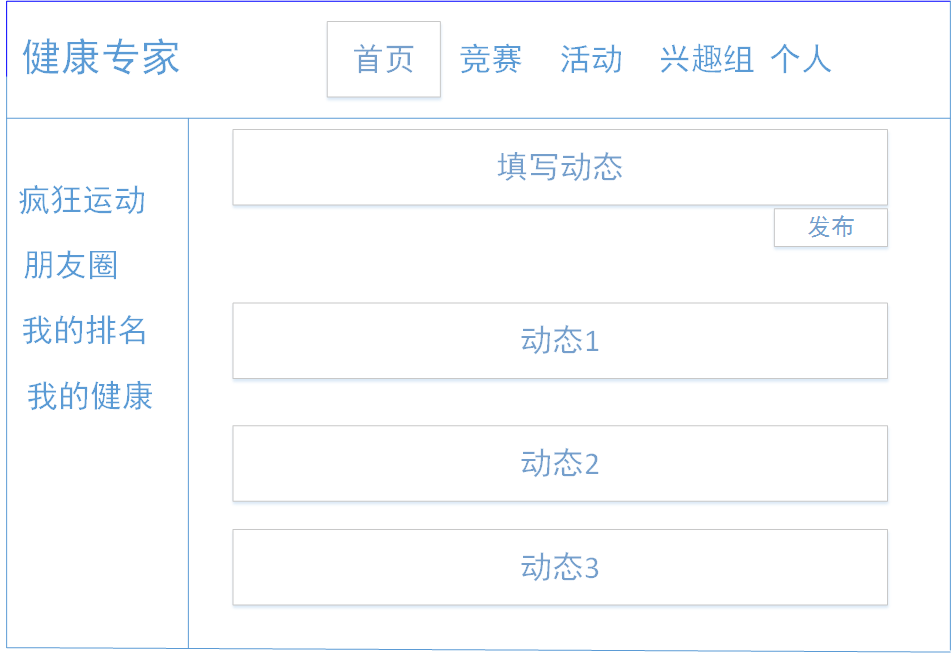 健康专家 首页 竞赛 活动 兴趣组 个人
疯狂运动
朋友圈
我的排名
我的健康
填写动态
发布
动态1
动态2
动态3